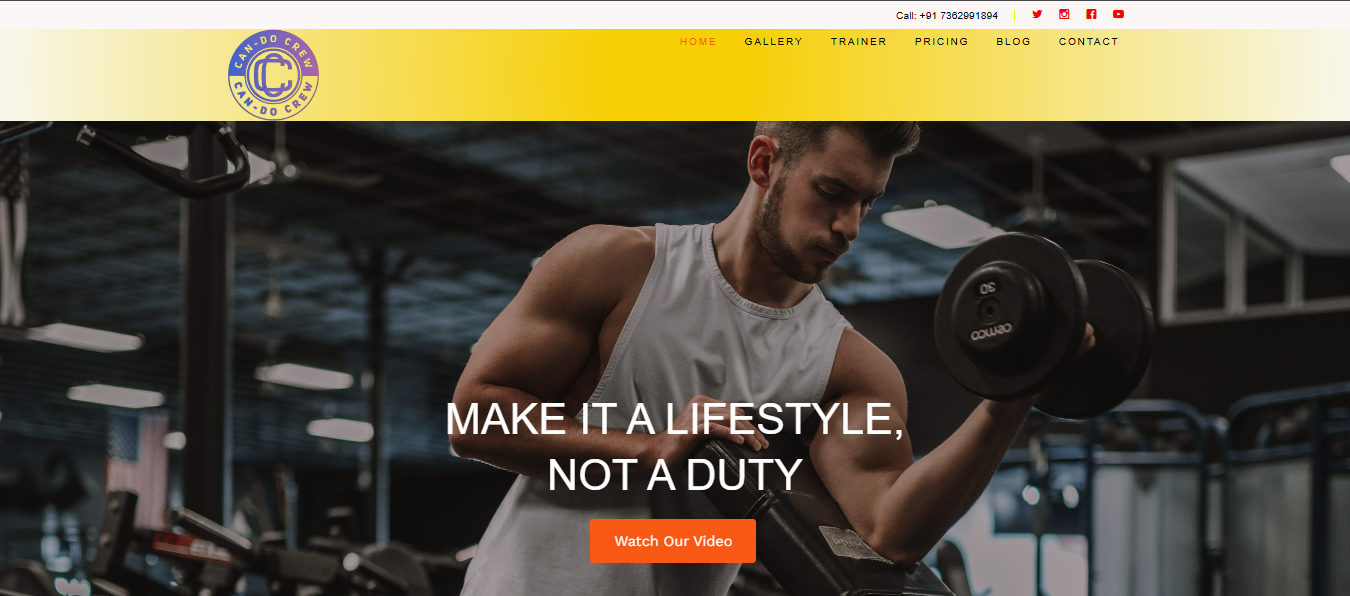 Call: +91 7362991894
CAN-DO CREW
CC
CAN-DO CREW
HOME GALLERY TRAINER PRICING BLOG CONTACT
30
cemco
MAKE IT A LIFESTYLE,
NOT A DUTY
Watch Our Video